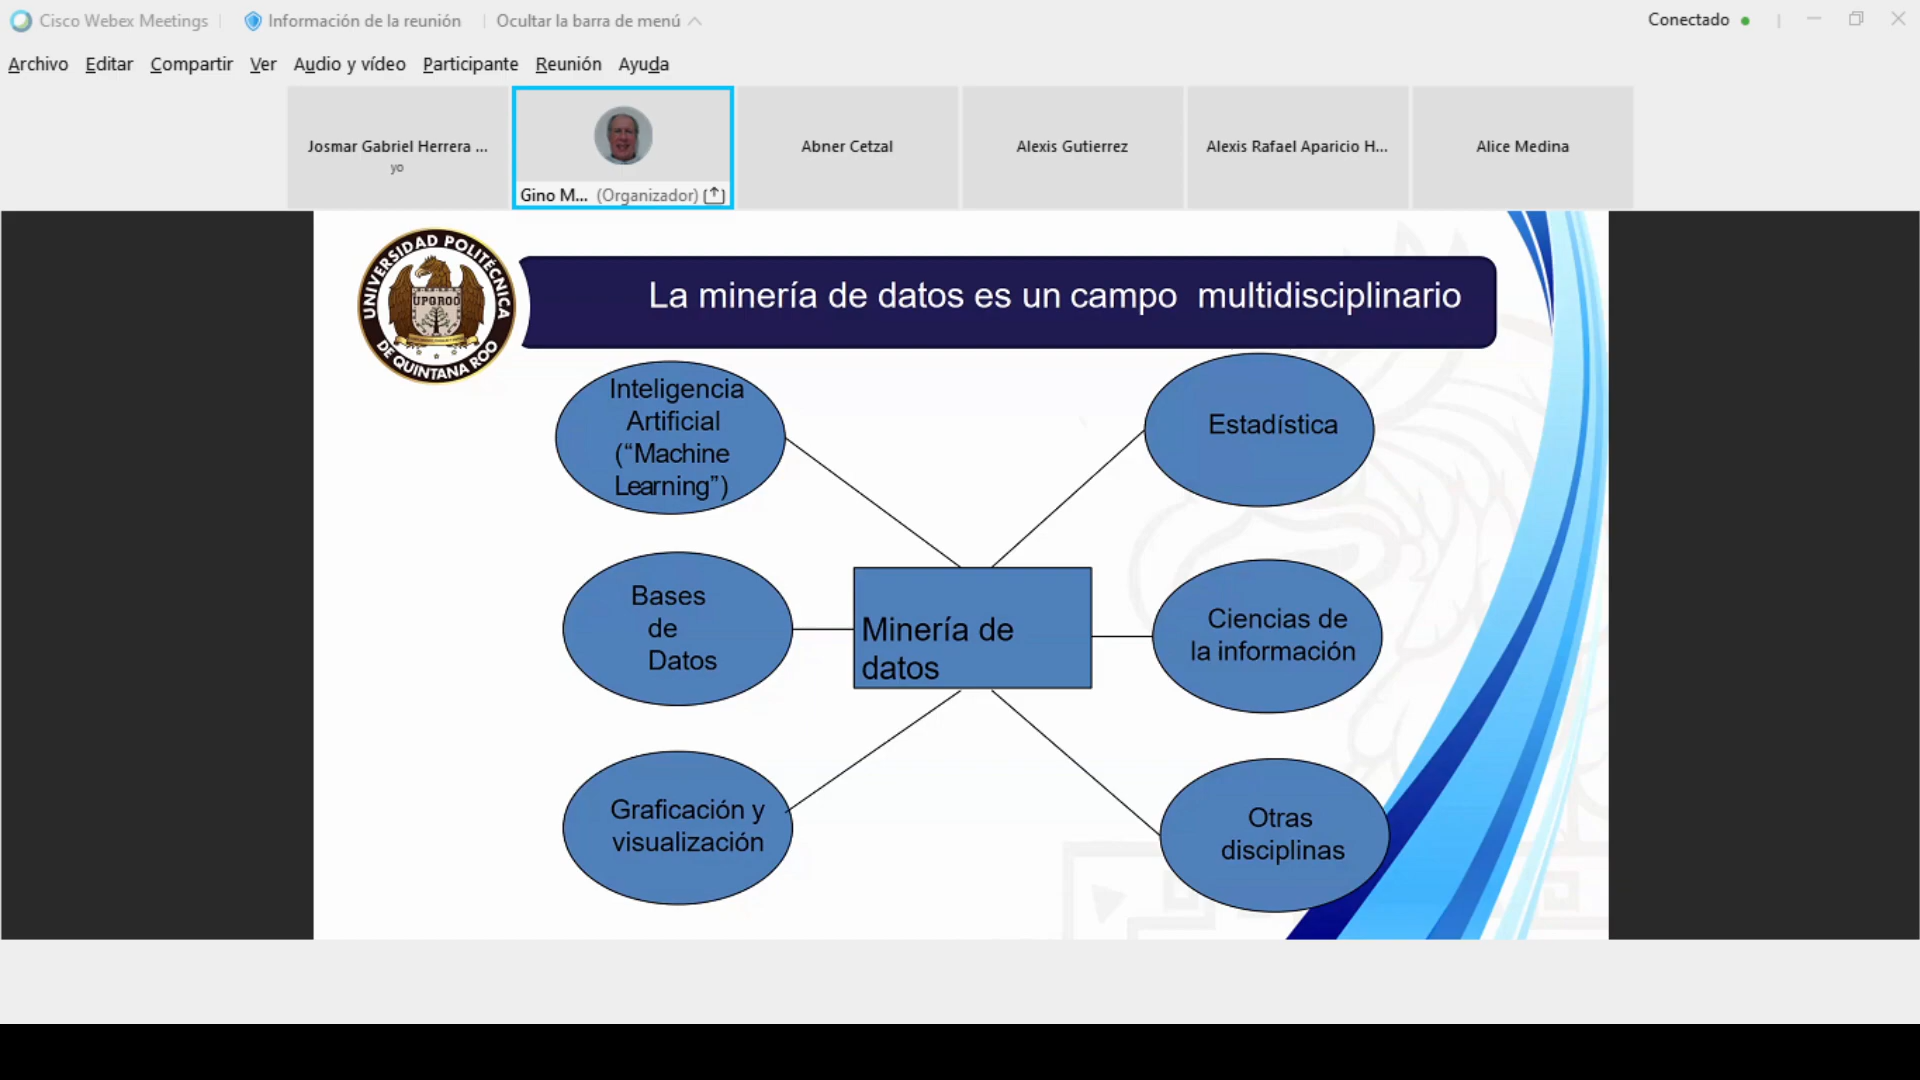 Cisco Webex Meetings
Información de la reunión
Ocultar la barra de menú
Conectado
Archivo Editar Compartir Ver Audio y vídeo Participante Reunión Ayuda
Josmar Gabriel Herrera ...
yo
Gino M... (Organizador)
Abner Cetzal
Alexis Gutierrez
Alexis Rafael Aparicio H...
Alice Medina
UNIVERSIDAD POLITÉCNICA
UPQROO
DE QUINTANA ROO
La minería de datos es un campo multidisciplinario
Inteligencia
Artificial
(“Machine
Learning”)
Estadística
Bases
de
Datos
Minería de
datos
Ciencias de
la información
Graficación y
visualización
Otras
disciplinas